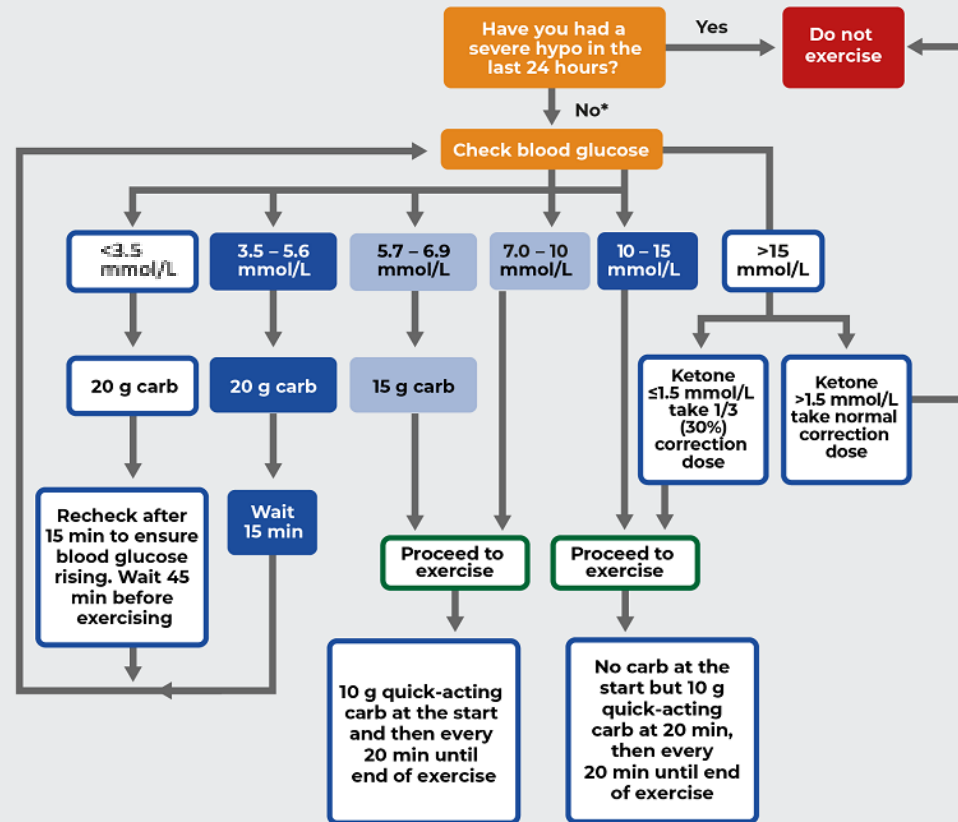 Have you had a
severe hypo in the
last 24 hours?
Yes
Do not
exercise
No*
Check blood glucose
<3.5
mmol/L
3.5 – 5.6
mmol/L
5.7 – 6.9
mmol/L
7.0 – 10
mmol/L
10 – 15
mmol/L
>15
mmol/L
20 g carb
20 g carb
15 g carb
Ketone
≤1.5 mmol/L
take 1/3
(30%)
correction
dose
Ketone
>1.5 mmol/L
take normal
correction
dose
Recheck after
15 min to ensure
blood glucose
rising. Wait 45
min before
exercising
Wait
15 min
Proceed to
exercise
Proceed to
exercise
10 g quick-acting
carb at the start
and then every
20 min until
end of exercise
No carb at the
start but 10 g
quick-acting
carb at 20 min,
then every
20 min until end
of exercise